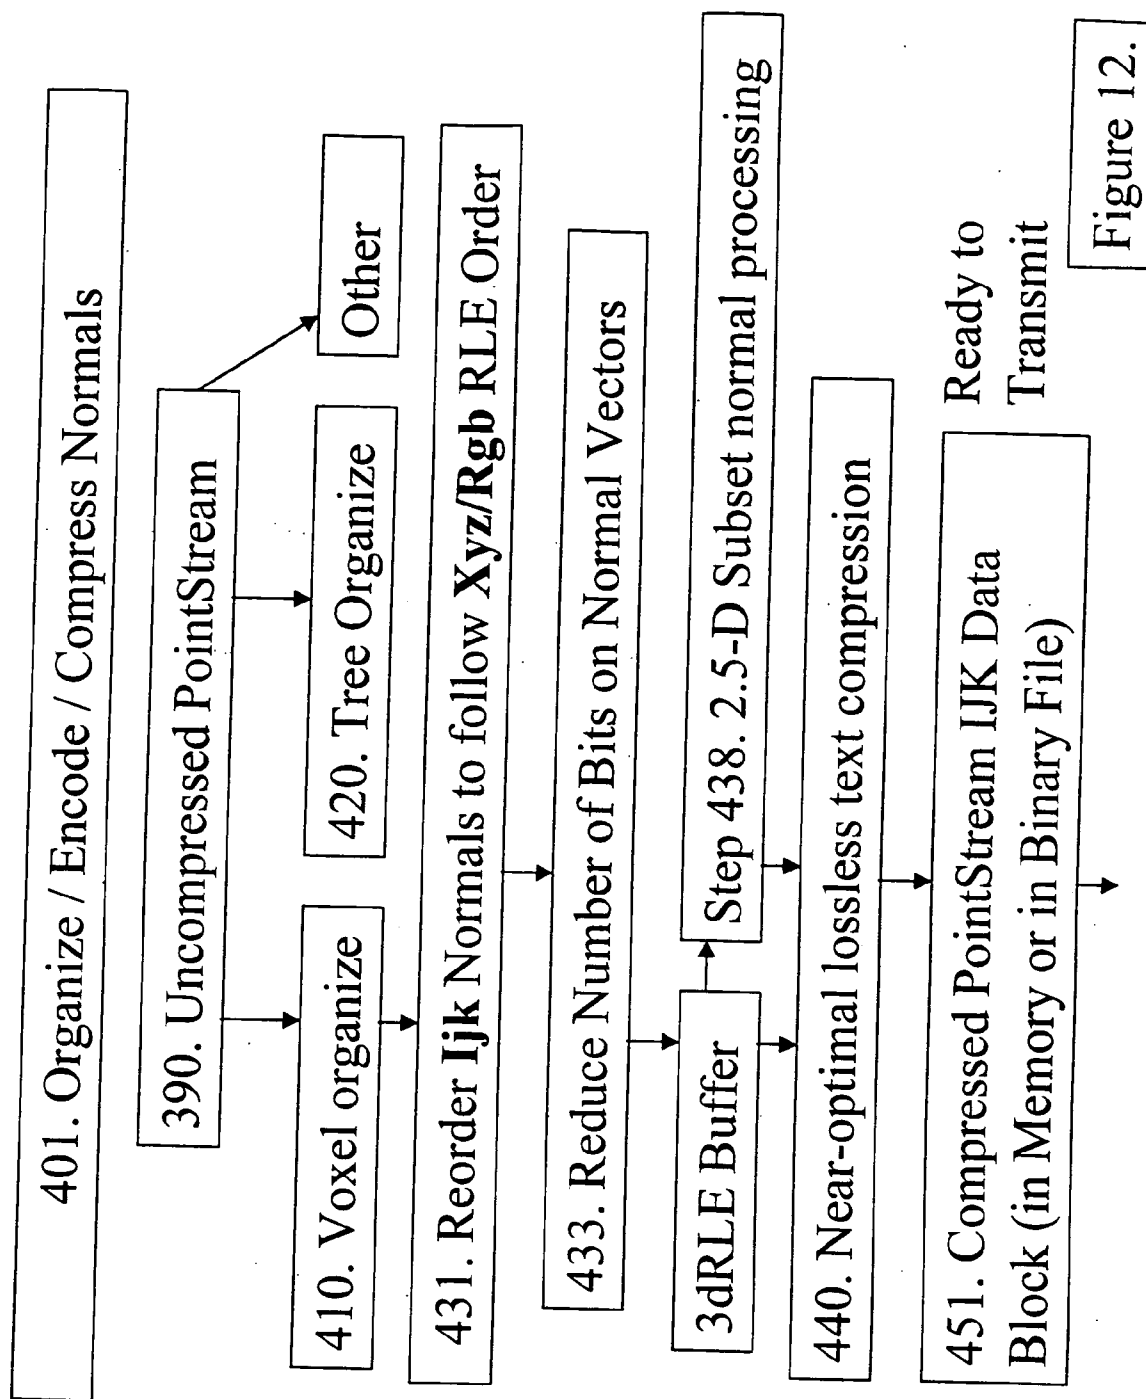 401. Organize / Encode / Compress Normals
390. Uncompressed PointStream
410. Voxel organize
420. Tree Organize
Other
431. Reorder Ijk Normals to follow Xyz/Rgb RLE Order
433. Reduce Number of Bits on Normal Vectors
3dRLE Buffer
Step 438. 2.5-D Subset normal processing
440. Near-optimal lossless text compression
451. Compressed PointStream IJK Data
Block (in Memory or in Binary File)
Ready to
Transmit
Figure 12.